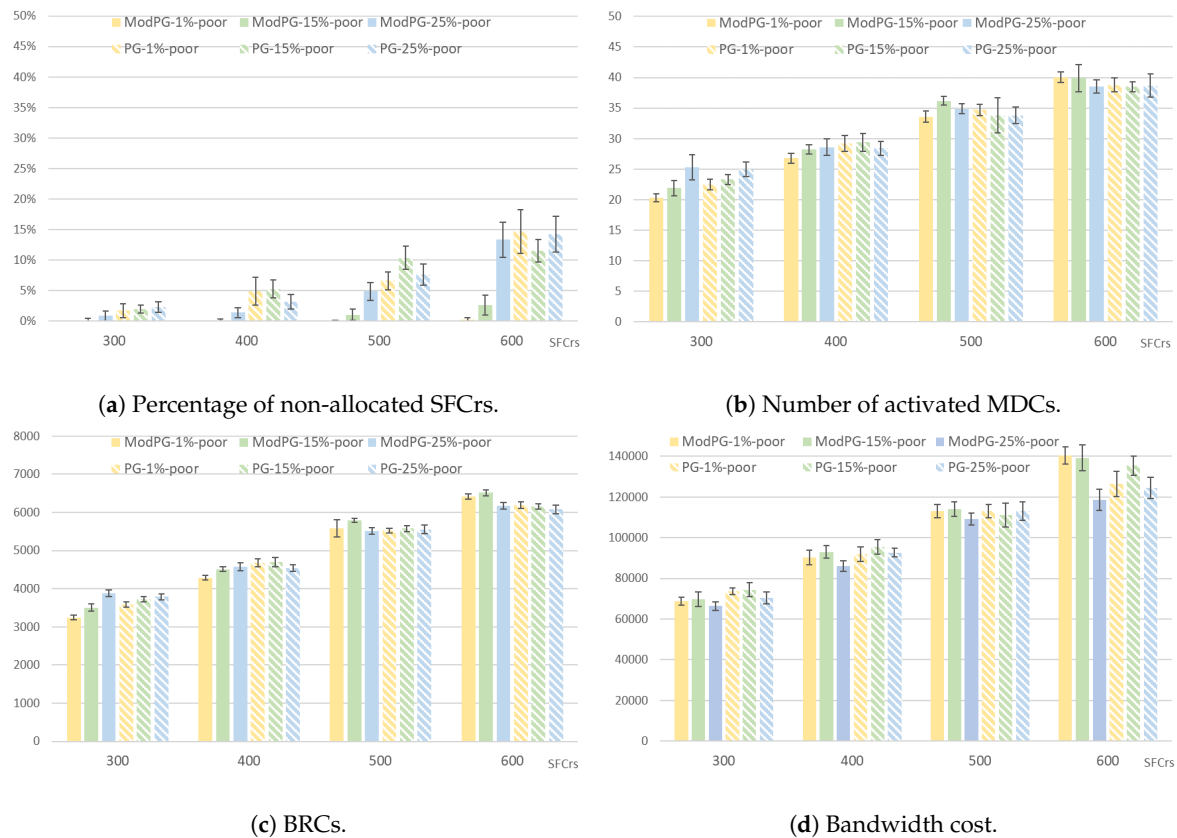 50%
45%
40%
35%
30%
25%
20%
15%
10%
5%
0%
ModPG-1%-poor ModPG-15%-poor ModPG-25%-poor
PG-1%-poor PG-15%-poor PG-25%-poor
300 400 500 600 SFCrs
(a) Percentage of non-allocated SFCrs.
50
45
40
35
30
25
20
15
10
5
0
ModPG-1%-poor ModPG-15%-poor ModPG-25%-poor
PG-1%-poor PG-15%-poor PG-25%-poor
300 400 500 600 SFCrs
(b) Number of activated MDCs.
8000
7000
6000
5000
4000
3000
2000
1000
0
ModPG-1%-poor ModPG-15%-poor ModPG-25%-poor
PG-1%-poor PG-15%-poor PG-25%-poor
300 400 500 600 SFCrs
(c) BRCs.
140000
120000
100000
80000
60000
40000
20000
0
ModPG-1%-poor ModPG-15%-poor ModPG-25%-poor
PG-1%-poor PG-15%-poor PG-25%-poor
300 400 500 600 SFCrs
(d) Bandwidth cost.